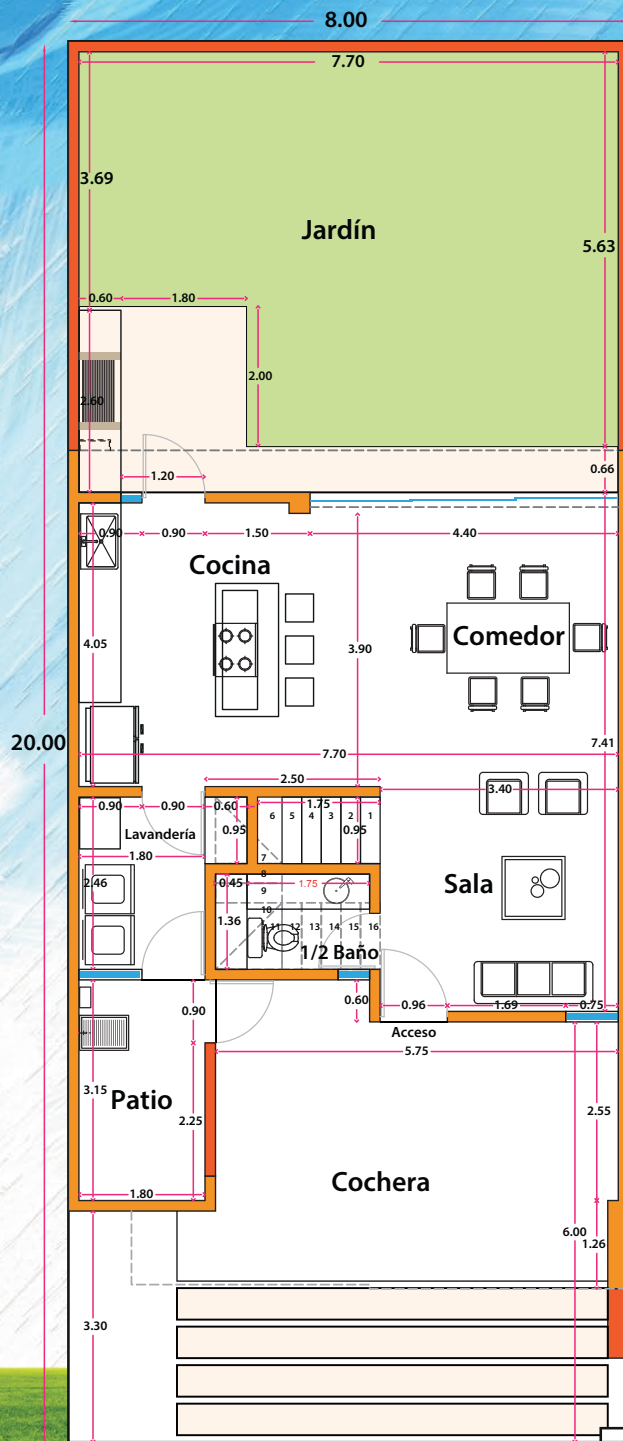 8.00
7.70
3.69
Jardín
5.63
0.60 1.80
2.00
2.60
0.66
1.20
0.90 0.90 1.50 4.40
Cocina
Comedor
4.05
3.90
20.00
7.41
7.70
2.50
3.40
0.90 0.90 0.60 1.75
6 5 4 3 2 1
Lavandería
0.95 0.95
1.80
7
8
2.46
0.45 1.75
9
Sala
10
1.36
11 12 13 14 15 16
1/2 Baño
0.60
0.96 1.69 0.75
0.90
Acceso
5.75
3.15
Patio
2.55
2.25
Cochera
1.80
6.00
1.26
3.30